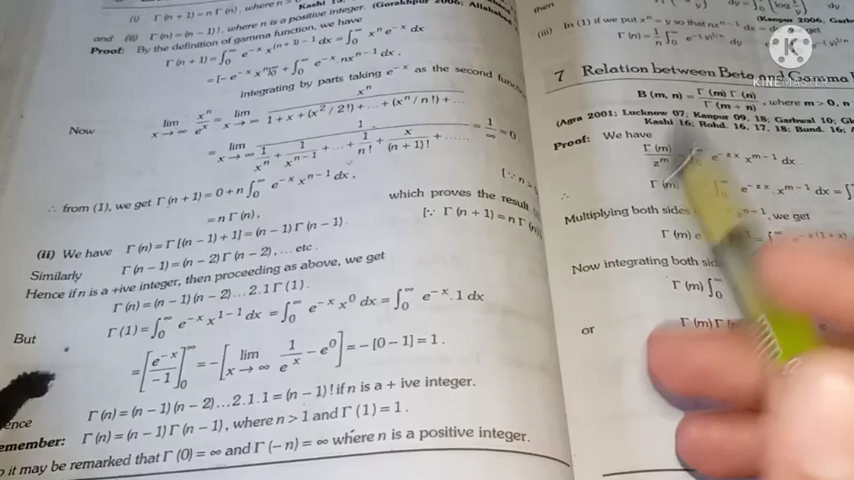 (i) Γ(n + 1) = n Γ(n), where n >
and (ii) Γ(n) = (n – 1)!, where n is a positive integer. (Gorakhpur 2006; Allahabad
Proof: By the definition of gamma function, we have
Γ(n + 1) = ∫₀^∞ e^{–x} x^{(n + 1) – 1} dx = ∫₀^∞ x^n e^{–x} dx
= [– e^{–x} x^n]₀^∞ + ∫₀^∞ e^{–x} nx^{n – 1} dx,
integrating by parts taking e^{–x} as the second
Now lim x → ∞ x^n / e^x = lim x → ∞ x^n / 1 + x + (x²/2!) + ... + (x^n/n!) + ...
= lim x → ∞ 1 / 1/x^n + 1/x^{n – 1} + ... + 1/n! + x/(n + 1)! + ...... = 1/∞ = 0.
∴ from (1), we get Γ(n + 1) = 0 + n ∫₀^∞ e^{–x} x^{n – 1} dx, [∵ n >
= n Γ(n), which proves the result
(ii) We have Γ(n) = Γ[(n – 1) + 1] = (n – 1) Γ(n – 1). [∵ Γ(n + 1) = n Γ(n)
Similarly Γ(n – 1) = (n – 2) Γ(n – 2), ... etc.
Hence if n is a +ive integer, then proceeding as above, we get
Γ(n) = (n – 1)(n – 2) ... 2.1 Γ(1).
But Γ(1) = ∫₀^∞ e^{–x} x^{1 – 1} dx = ∫₀^∞ e^{–x} x⁰ dx = ∫₀^∞ e^{–x} . 1 dx
= [e^{–x} / –1]₀^∞ = – [lim x → ∞ 1/e^x – e⁰] = – [0 – 1] = 1.
Γ(n) = (n – 1)(n – 2) ... 2.1.1 = (n – 1)! if n is a + ive integer.
Γ(n) = (n – 1) Γ(n – 1), where n > 1 and Γ(1) = 1.
it may be remarked that Γ(0) = ∞ and Γ(–n) = ∞ where n is a positive integer.
then
(iii) In (1) if we put x^n = y so that nx^{n – 1} dx =
7 Relation between Beta and Gamma
B(m, n) = Γ(m) Γ(n) / Γ(m + n), where m > 0, n
(Agra 2001; Lucknow 07; Kanpur 09, 18; Garhwal 10;
Kashi 16; Rohd. 16, 17, 18; Bund. 16;
Proof: We have
Γ(m) / z^m e^{–zx} x^{m – 1} dx
∴ Γ(m) e^{–zx} x^{m – 1} dx =
Multiplying both sides z^{n – 1}, we get
Γ(m)
Now integrating both
Γ(m) ∫₀^∞
or Γ(m)
K
KINEMASTER